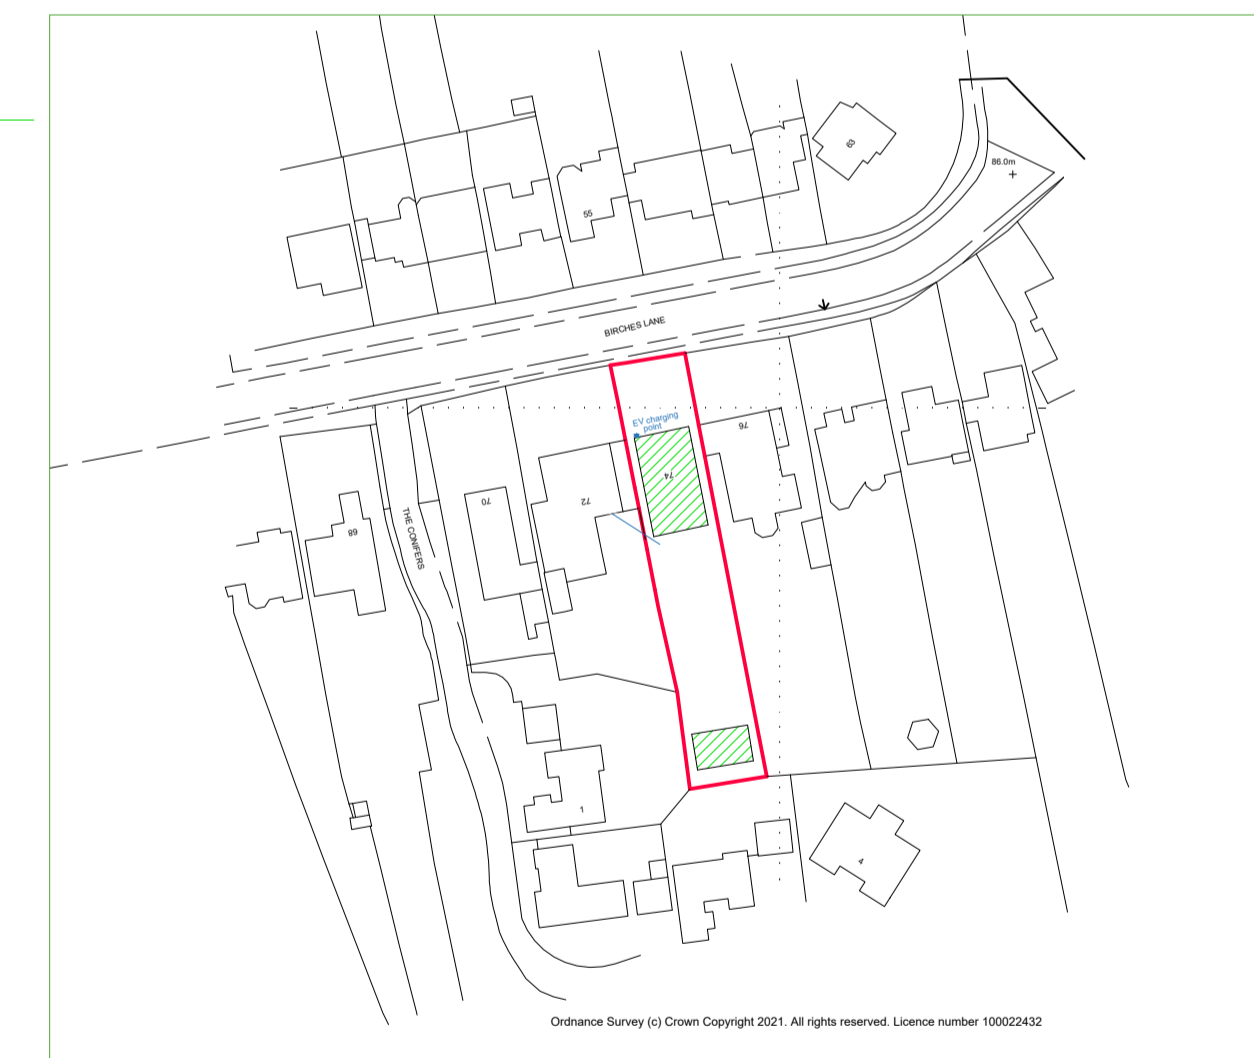 63
86.0m
55
BIRCHES LANE
EV charging
point
76
74
72
70
68
THE CONIFERS
1
4
Ordnance Survey (c) Crown Copyright 2021. All rights reserved. Licence number 100022432